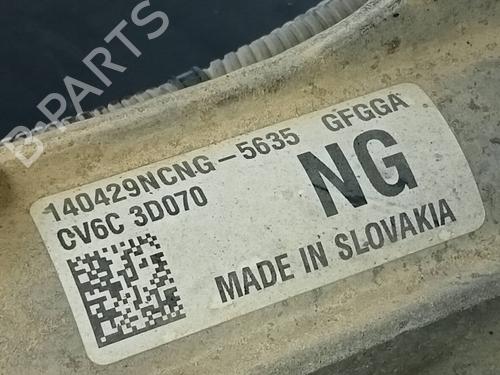 B PARTS
140429NCNG-5635 GFGGA
CV6C 3D070
NG
MADE IN SLOVAKIA